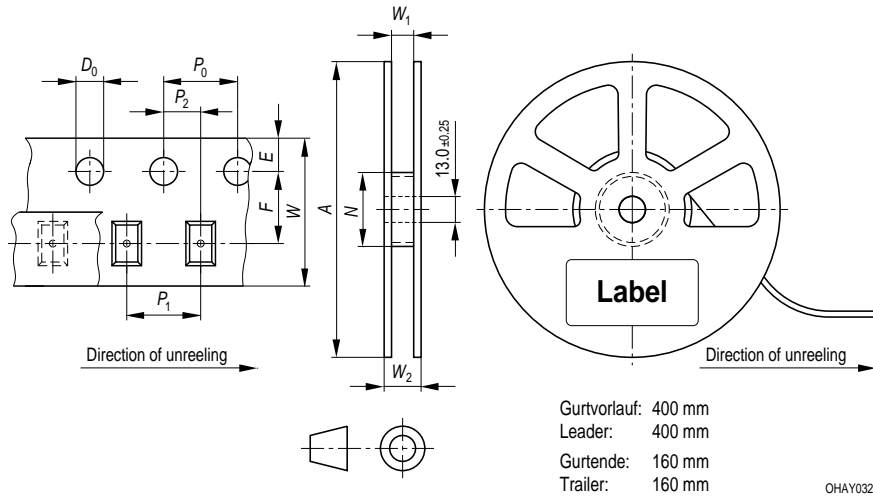 D0
P0
P2
E
F
W
P1
Direction of unreeling
W1
A
N
13.0±0.25
W2
Label
Direction of unreeling
Gurtvorlauf: 400 mm
Leader: 400 mm
Gurtende: 160 mm
Trailer: 160 mm
OHAY032